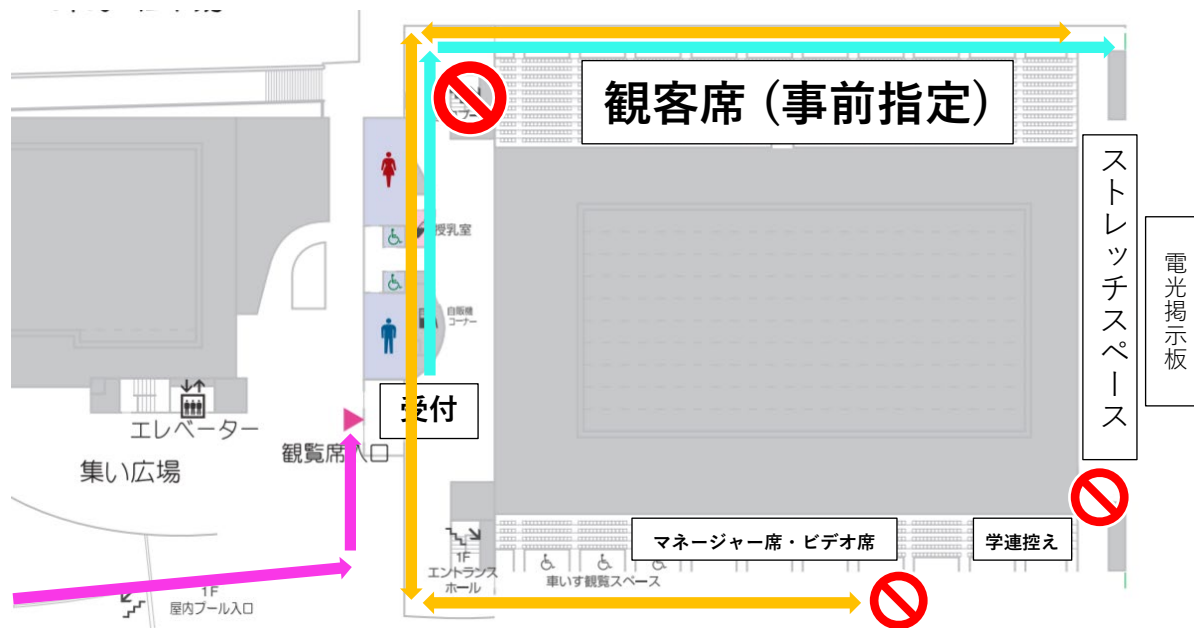 観客席 (事前指定)
プール
授乳室
自販機
コーナー
ストレッチスペース
電光掲示板
受付
エレベーター
観覧席入口
集い広場
マネージャー席・ビデオ席
学連控え
1F
エントランス
ホール
車いす観覧スペース
1F
屋内プール入口